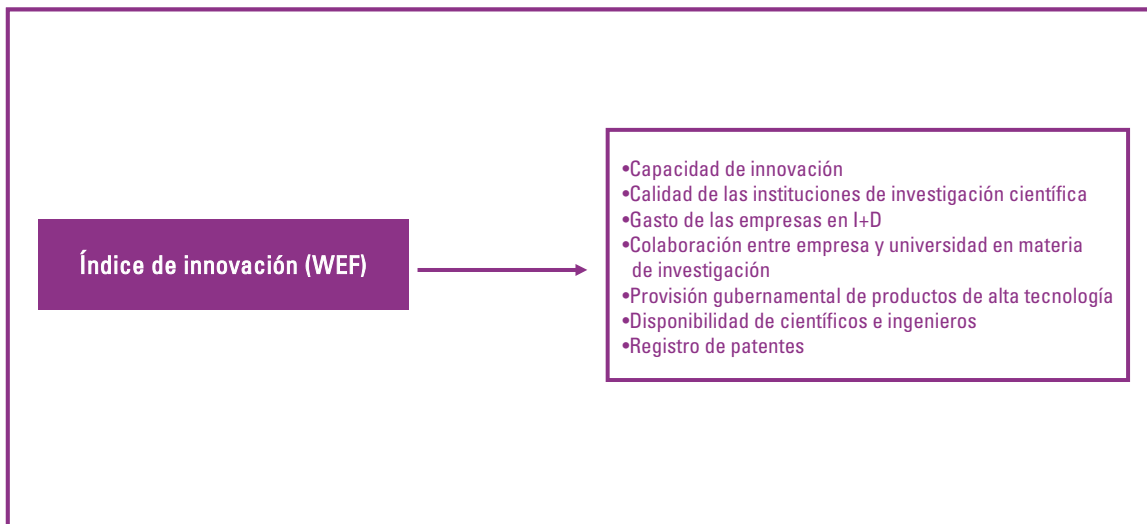 Índice de innovación (WEF)
•Capacidad de innovación
•Calidad de las instituciones de investigación científica
•Gasto de las empresas en I+D
•Colaboración entre empresa y universidad en materia
de investigación
•Provisión gubernamental de productos de alta tecnología
•Disponibilidad de científicos e ingenieros
•Registro de patentes